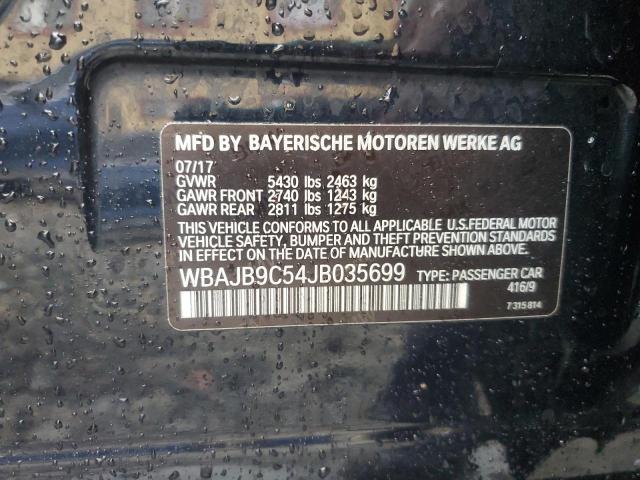 MFD BY BAYERISCHE MOTOREN WERKE AG
07/17
GVWR 5430 lbs 2463 kg
GAWR FRONT 2740 lbs 1243 kg
GAWR REAR 2811 lbs 1275 kg
THIS VEHICLE CONFORMS TO ALL APPLICABLE U.S.FEDERAL MOTOR
VEHICLE SAFETY, BUMPER AND THEFT PREVENTION STANDARDS
IN EFFECT ON THE DATE OF MANUFACTURE SHOWN ABOVE.
WBAJB9C54JB035699 TYPE: PASSENGER CAR
416/9
7315814